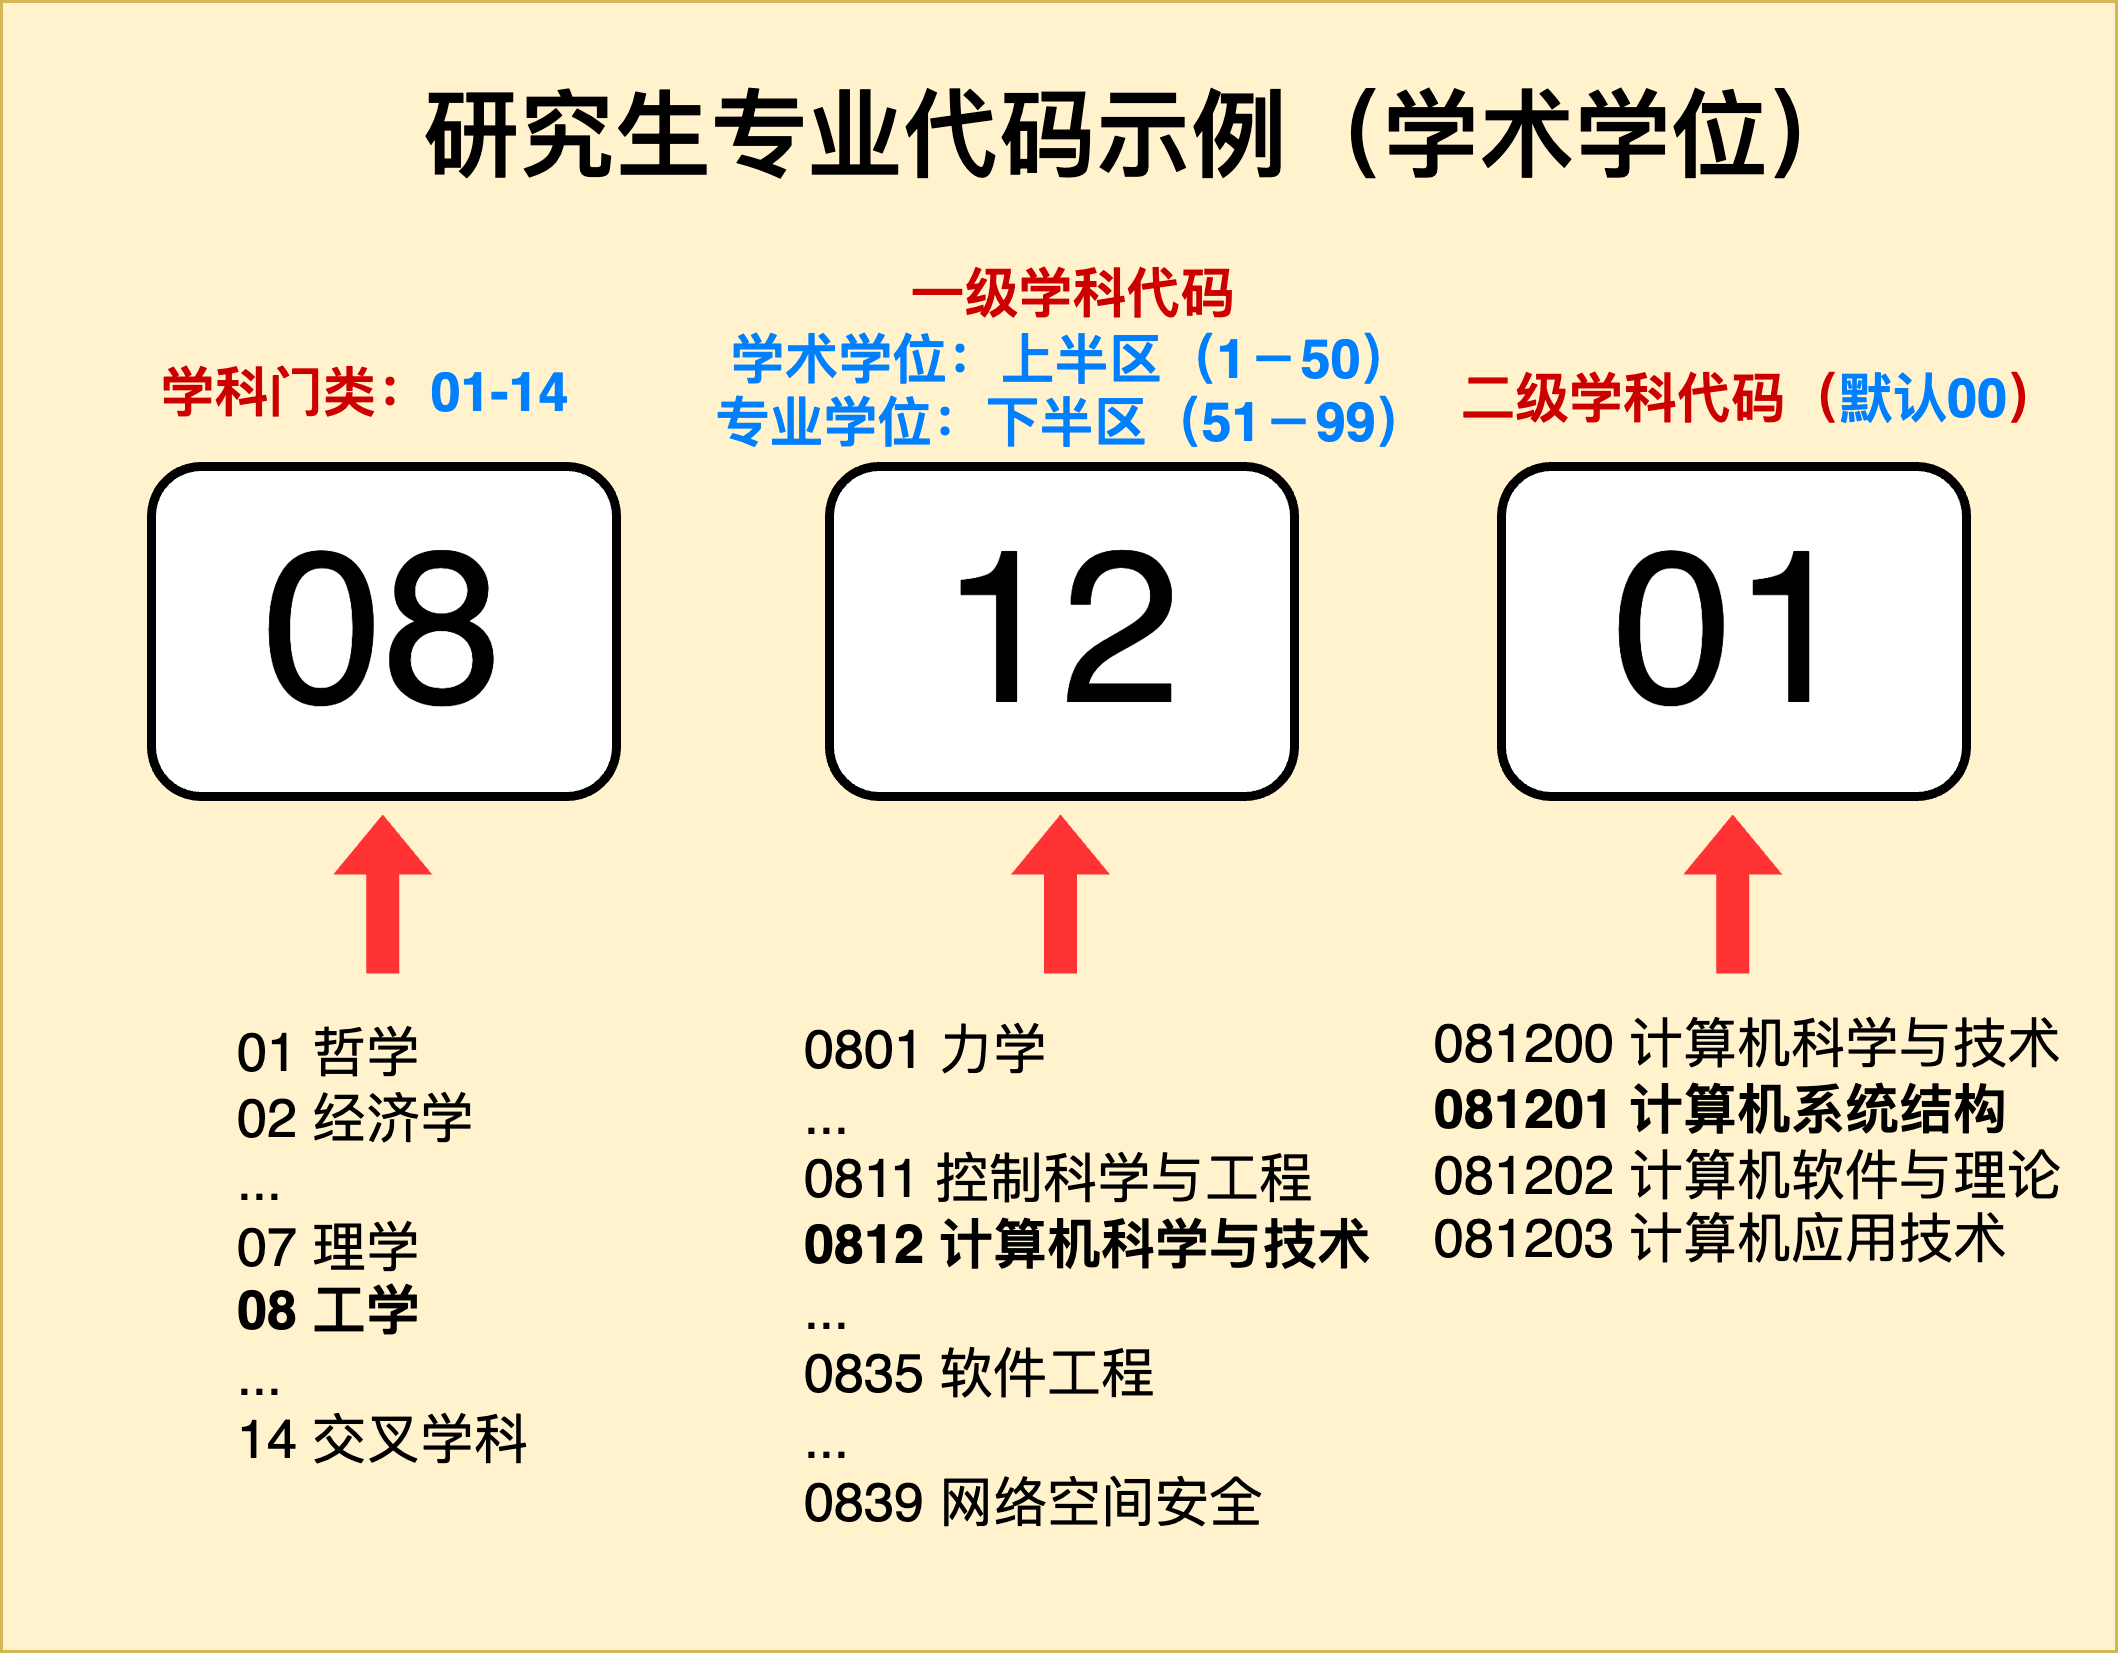 研究生专业代码示例（学术学位）
学科门类：01-14
一级学科代码
学术学位：上半区（1－50）
专业学位：下半区（51－99）
二级学科代码（默认00）
08
12
01
01 哲学
02 经济学
...
07 理学
08 工学
...
14 交叉学科
0801 力学
...
0811 控制科学与工程
0812 计算机科学与技术
...
0835 软件工程
...
0839 网络空间安全
081200 计算机科学与技术
081201 计算机系统结构
081202 计算机软件与理论
081203 计算机应用技术